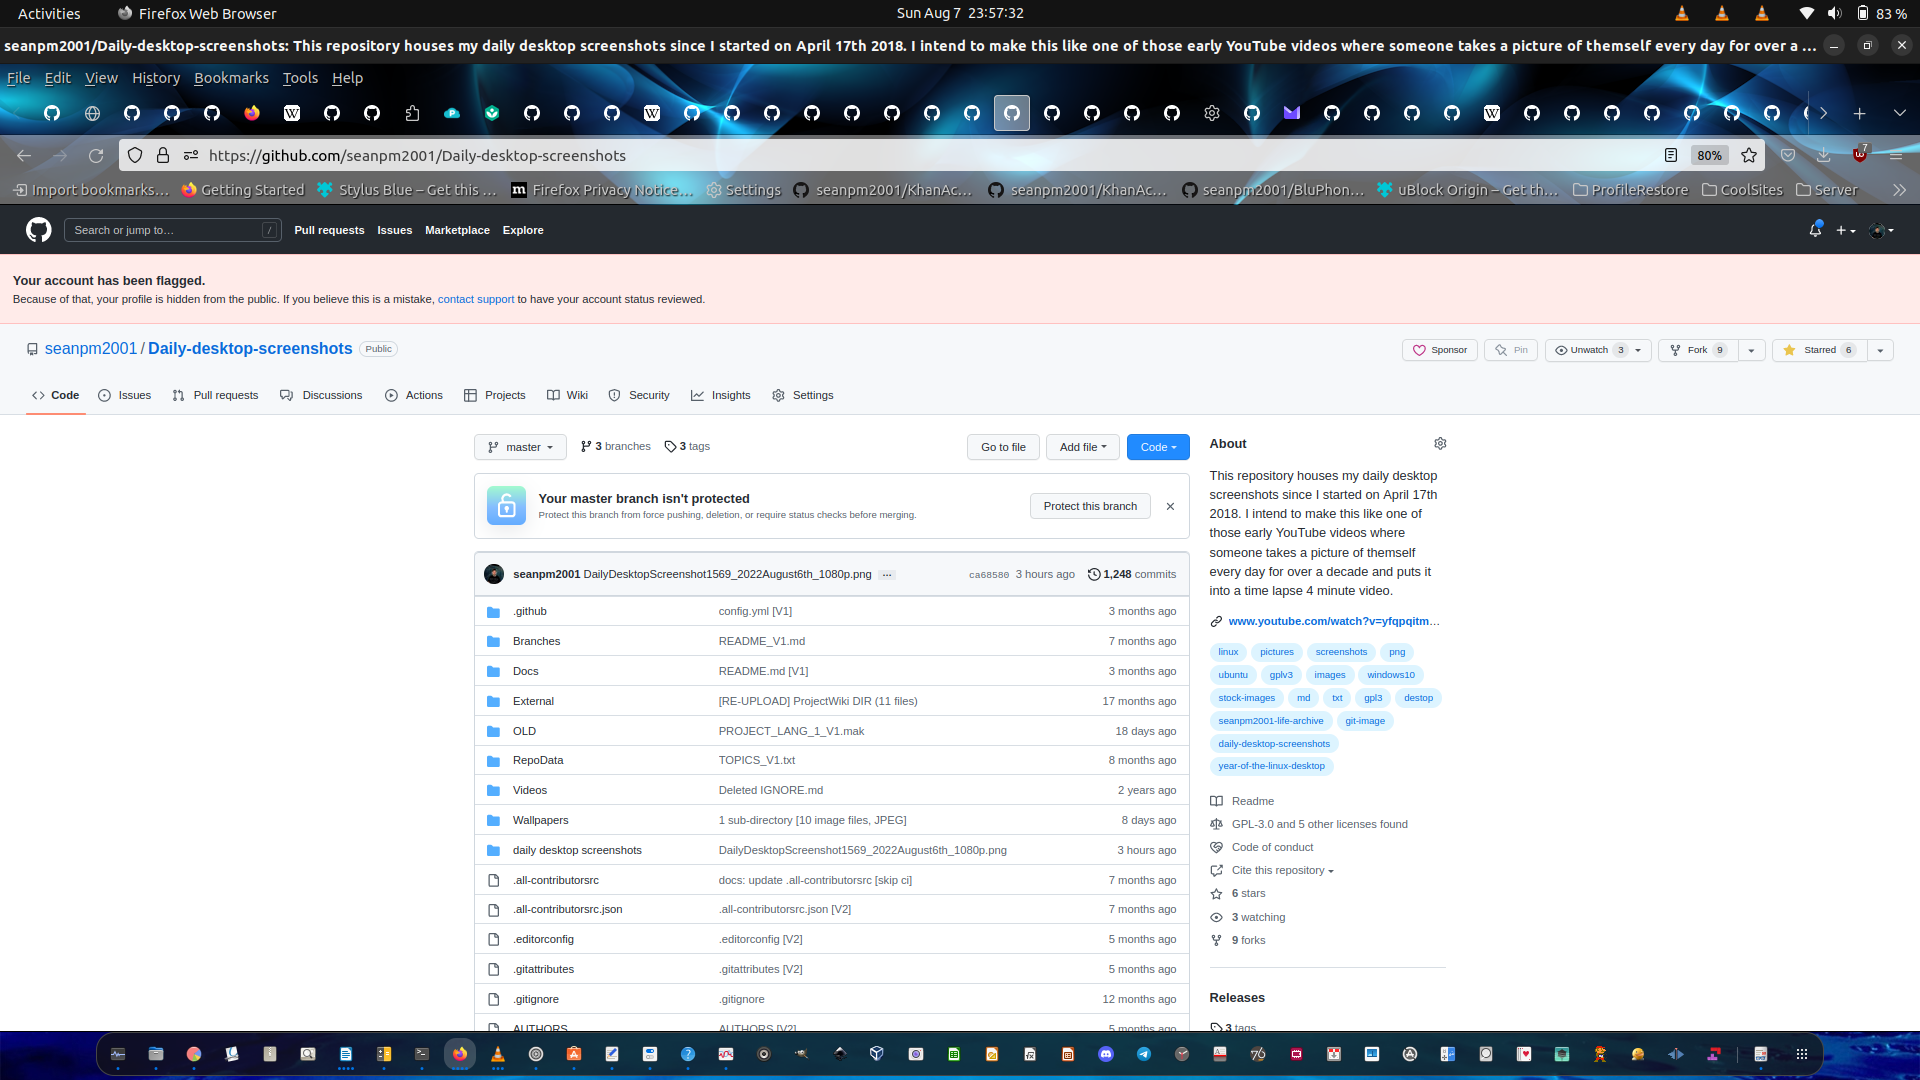 Activities
Firefox Web Browser
Sun Aug 7 23:57:32
83 %
seanpm2001/Daily-desktop-screenshots: This repository houses my daily desktop screenshots since I started on April 17th 2018. I intend to make this like one of those early YouTube videos where someone takes a picture of themself every day for over a ...
File Edit View History Bookmarks Tools Help
https://github.com/seanpm2001/Daily-desktop-screenshots
80%
7
Import bookmarks...
Getting Started
Stylus Blue – Get this ...
Firefox Privacy Notice...
Settings
seanpm2001/KhanAc...
seanpm2001/KhanAc...
seanpm2001/BluPhon...
uBlock Origin – Get th...
ProfileRestore
CoolSites
Server
Search or jump to...
/
Pull requests Issues Marketplace Explore
Your account has been flagged.
Because of that, your profile is hidden from the public. If you believe this is a mistake, contact support to have your account status reviewed.
seanpm2001 / Daily-desktop-screenshots Public
Sponsor
Pin
Unwatch 3
Fork 9
Starred 6
Code
Issues
Pull requests
Discussions
Actions
Projects
Wiki
Security
Insights
Settings
master
3 branches
3 tags
Go to file
Add file
Code
Your master branch isn't protected
Protect this branch from force pushing, deletion, or require status checks before merging.
Protect this branch
seanpm2001 DailyDesktopScreenshot1569_2022August6th_1080p.png ...
ca68580 3 hours ago
1,248 commits
.github config.yml [V1] 3 months ago
Branches README_V1.md 7 months ago
Docs README.md [V1] 3 months ago
External [RE-UPLOAD] ProjectWiki DIR (11 files) 17 months ago
OLD PROJECT_LANG_1_V1.mak 18 days ago
RepoData TOPICS_V1.txt 8 months ago
Videos Deleted IGNORE.md 2 years ago
Wallpapers 1 sub-directory [10 image files, JPEG] 8 days ago
daily desktop screenshots DailyDesktopScreenshot1569_2022August6th_1080p.png 3 hours ago
.all-contributorsrc docs: update .all-contributorsrc [skip ci] 7 months ago
.all-contributorsrc.json .all-contributorsrc.json [V2] 7 months ago
.editorconfig .editorconfig [V2] 5 months ago
.gitattributes .gitattributes [V2] 5 months ago
.gitignore .gitignore 12 months ago
AUTHORS AUTHORS [V2] 5 months ago
About
This repository houses my daily desktop
screenshots since I started on April 17th
2018. I intend to make this like one of
those early YouTube videos where
someone takes a picture of themself
every day for over a decade and puts it
into a time lapse 4 minute video.
www.youtube.com/watch?v=yfqpqitm...
linux pictures screenshots png
ubuntu gplv3 images windows10
stock-images md txt gpl3 destop
seanpm2001-life-archive git-image
daily-desktop-screenshots
year-of-the-linux-desktop
Readme
GPL-3.0 and 5 other licenses found
Code of conduct
Cite this repository
6 stars
3 watching
9 forks
Releases
3 tags